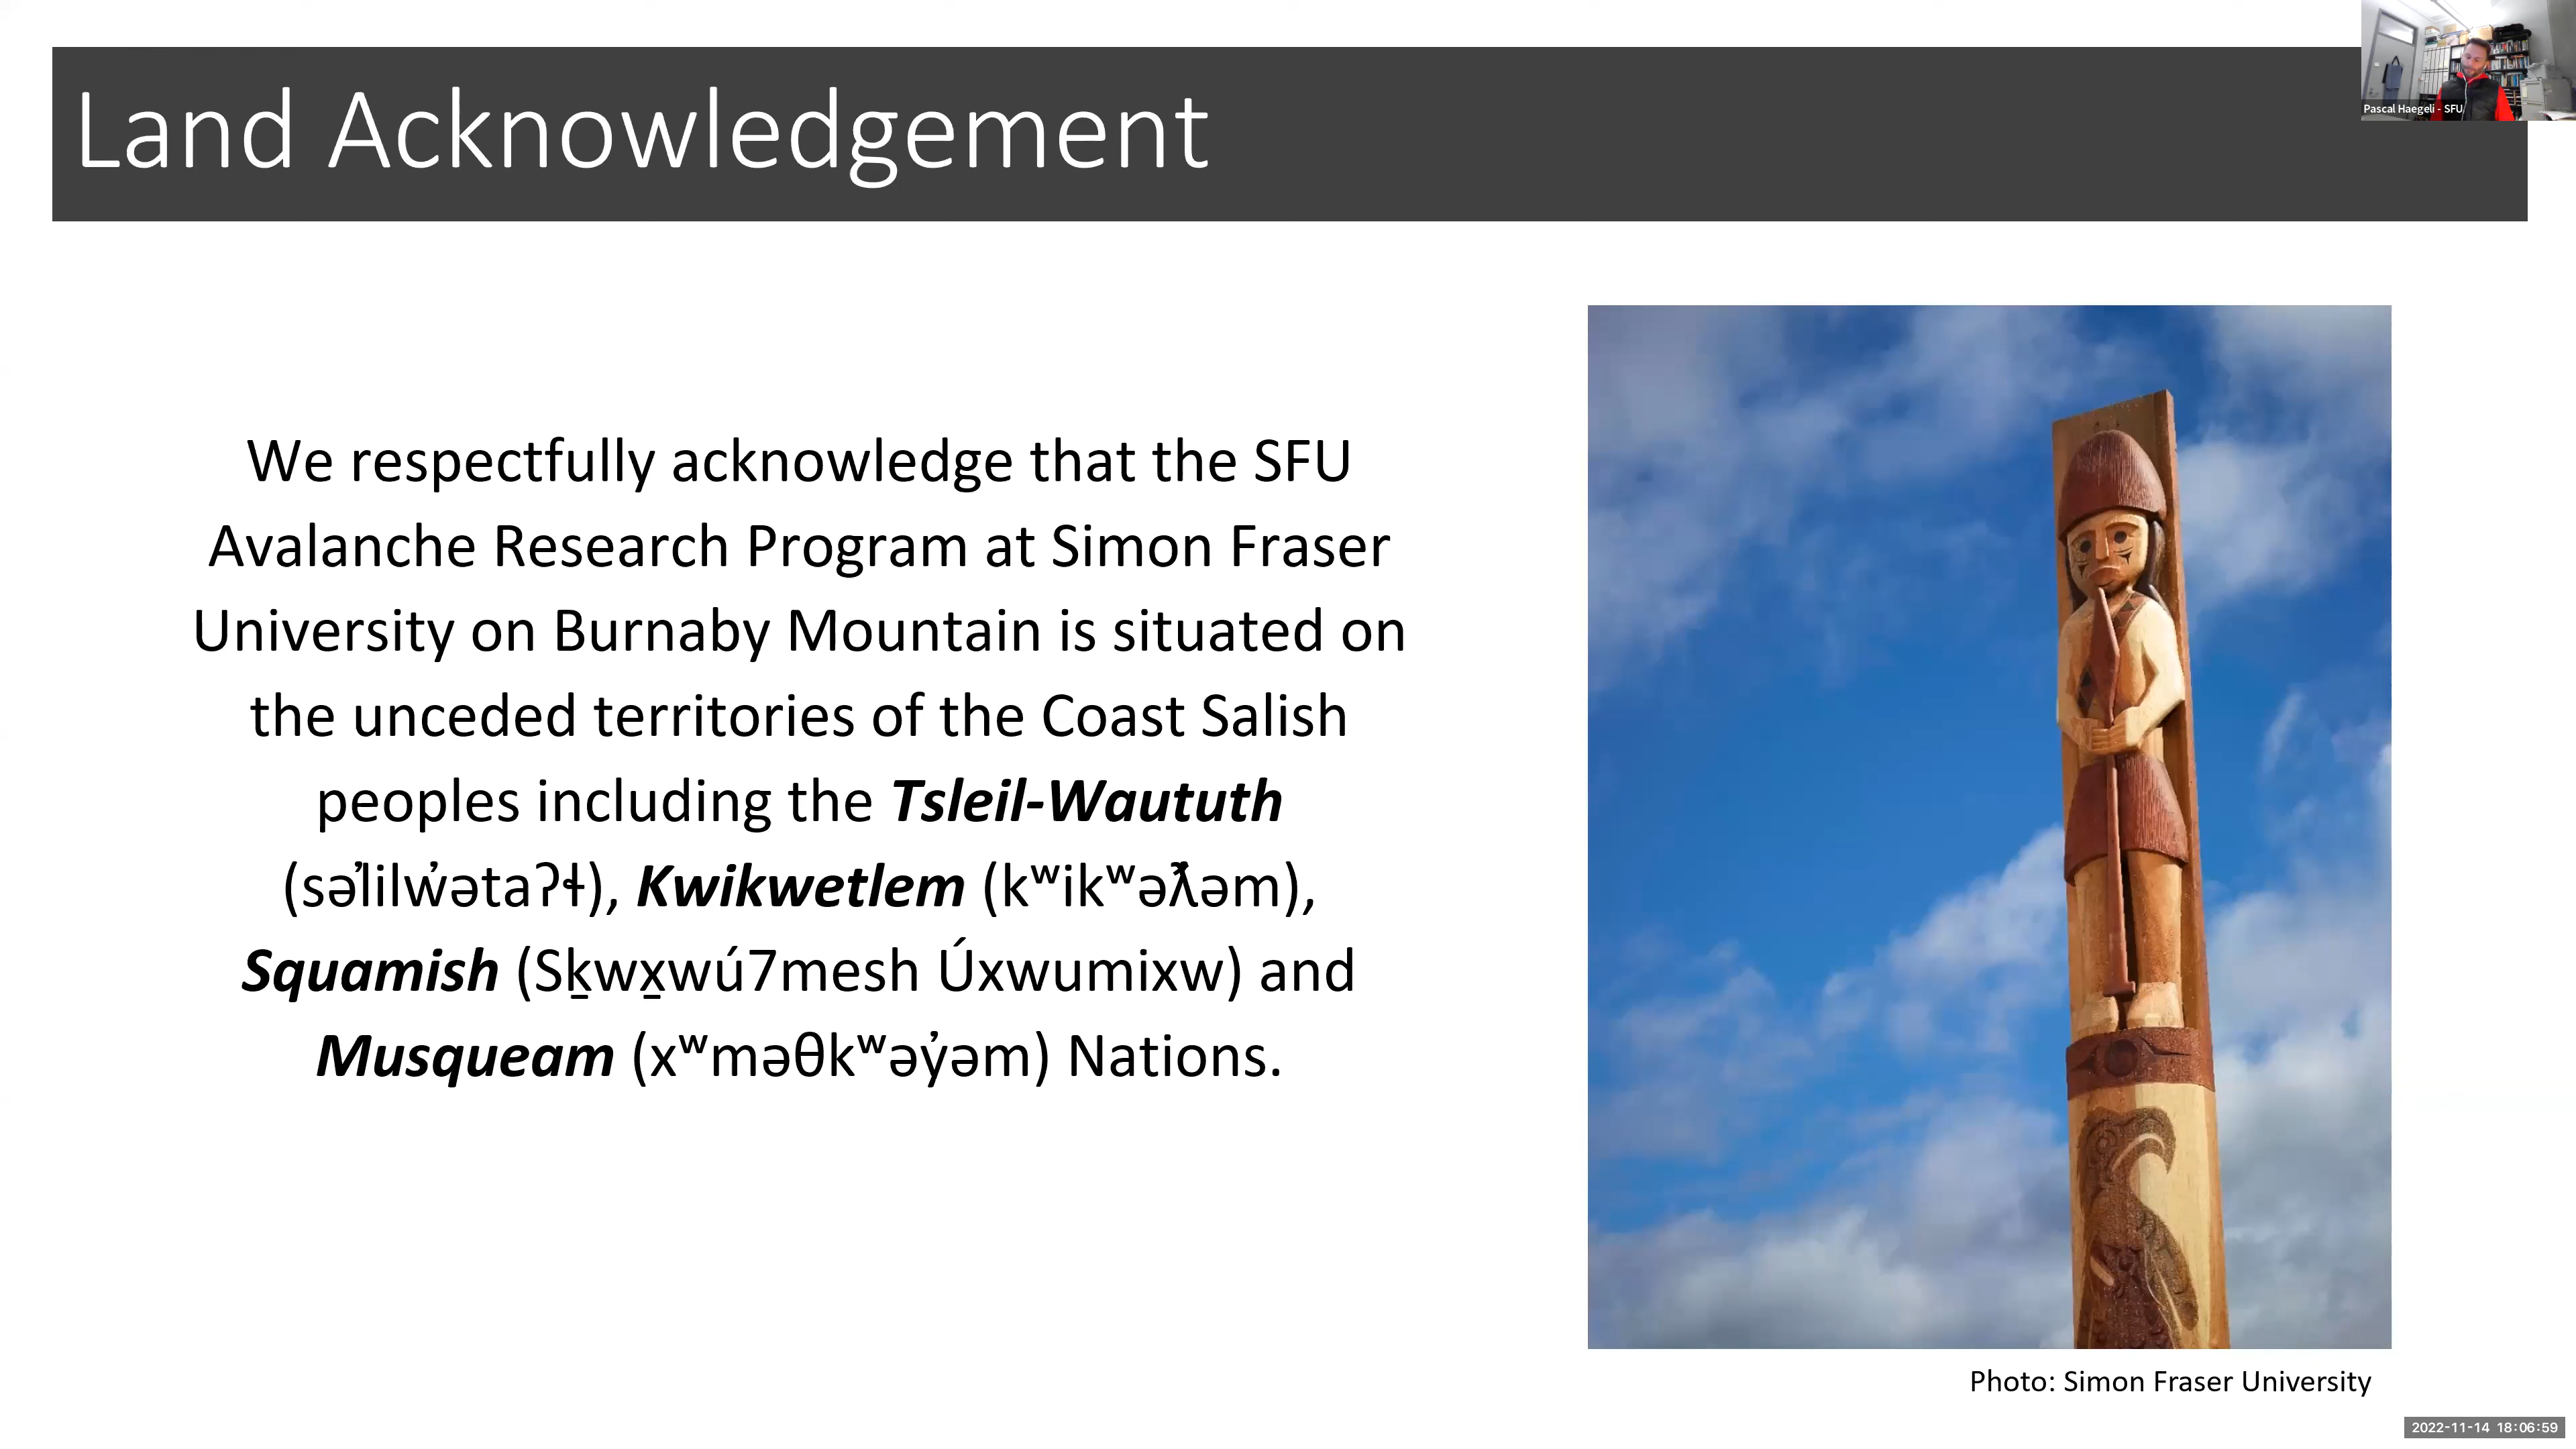 Land Acknowledgement
Pascal Haegeli - SFU
We respectfully acknowledge that the SFU
Avalanche Research Program at Simon Fraser
University on Burnaby Mountain is situated on
the unceded territories of the Coast Salish
peoples including the Tsleil-Waututh
(səl̓ilw̓ətaʔɬ), Kwikwetlem (kʷikʷəƛ̓əm),
Squamish (Sḵwx̱wú7mesh Úxwumixw) and
Musqueam (xʷməθkʷəy̓əm) Nations.
Photo: Simon Fraser University
2022-11-14 18:06:59